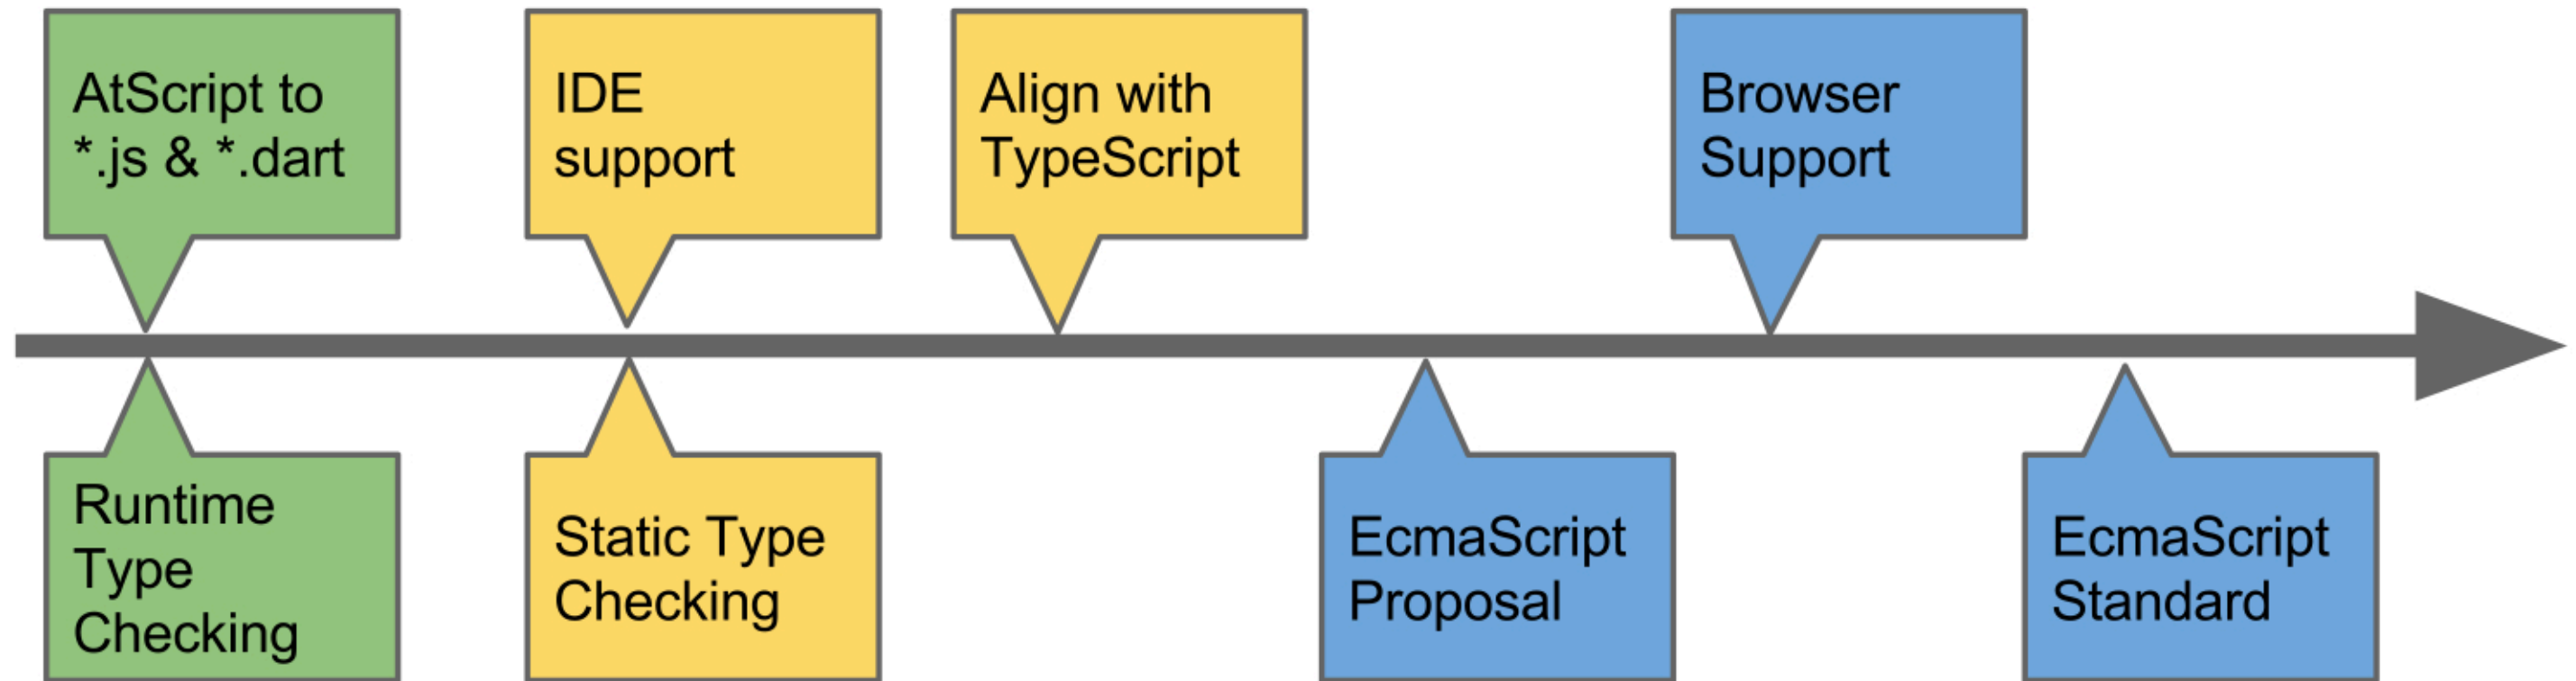 AtScript to
*.js & *.dart
IDE
support
Align with
TypeScript
Browser
Support
Runtime
Type
Checking
Static Type
Checking
EcmaScript
Proposal
EcmaScript
Standard